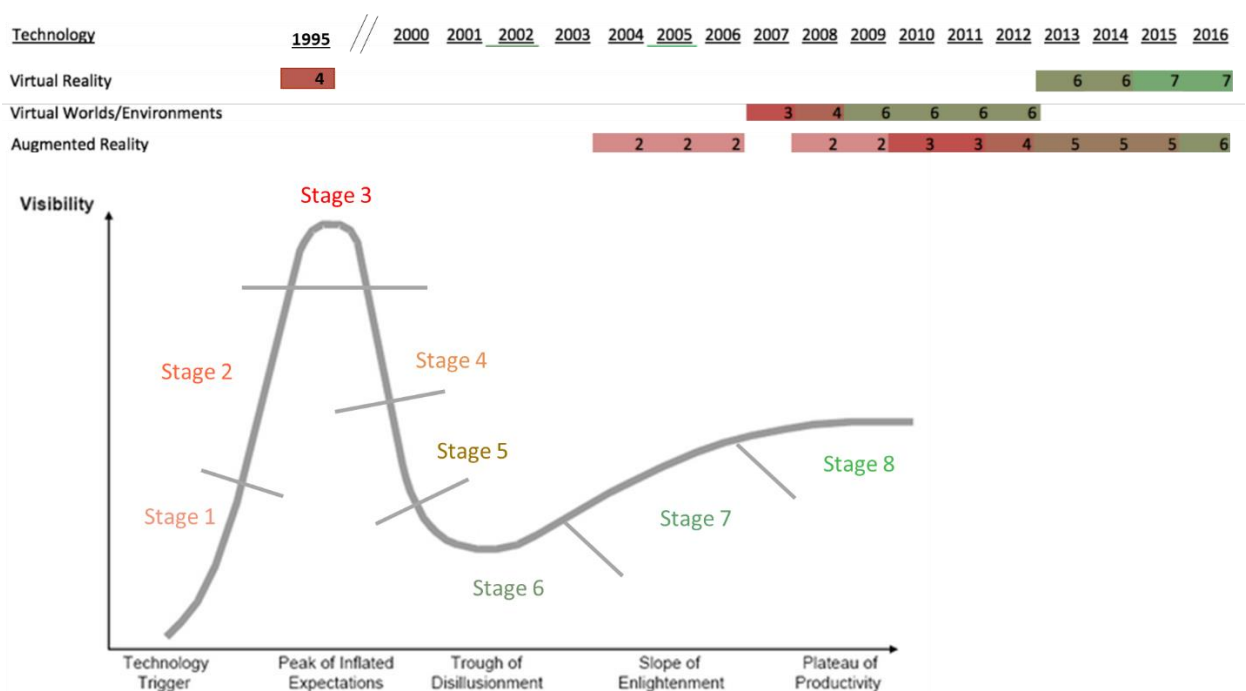 Technology 1995 // 2000 2001 2002 2003 2004 2005 2006 2007 2008 2009 2010 2011 2012 2013 2014 2015 2016
Virtual Reality 4 6 6 7 7
Virtual Worlds/Environments 3 4 6 6 6 6
Augmented Reality 2 2 2 2 2 3 3 4 5 5 5 6
Visibility
Stage 3
Stage 2
Stage 4
Stage 5
Stage 8
Stage 1
Stage 7
Stage 6
Technology
Trigger
Peak of Inflated
Expectations
Trough of
Disillusionment
Slope of
Enlightenment
Plateau of
Productivity